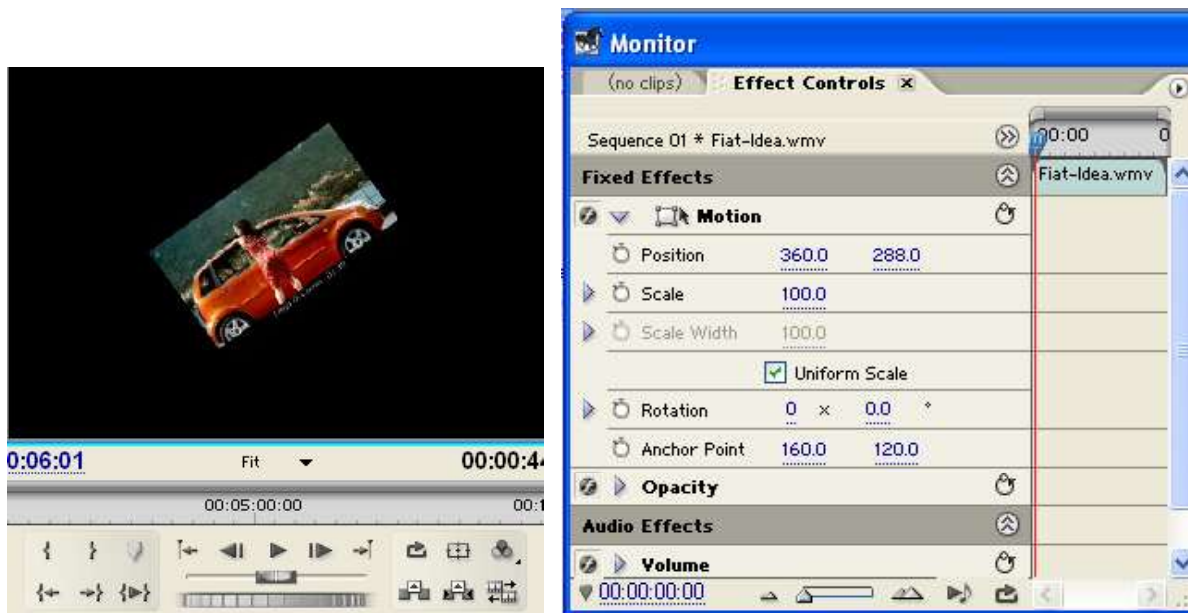 0:06:01 Fit 00:00:4
00:05:00:00 00:1
Monitor
(no clips) Effect Controls
Sequence 01 * Fiat-Idea.wmv 00:00 0
Fixed Effects Fiat-Idea.wmv
Motion
Position 360.0 288.0
Scale 100.0
Scale Width 100.0
Uniform Scale
Rotation 0 x 0.0 °
Anchor Point 160.0 120.0
Opacity
Audio Effects
Volume
00:00:00:00